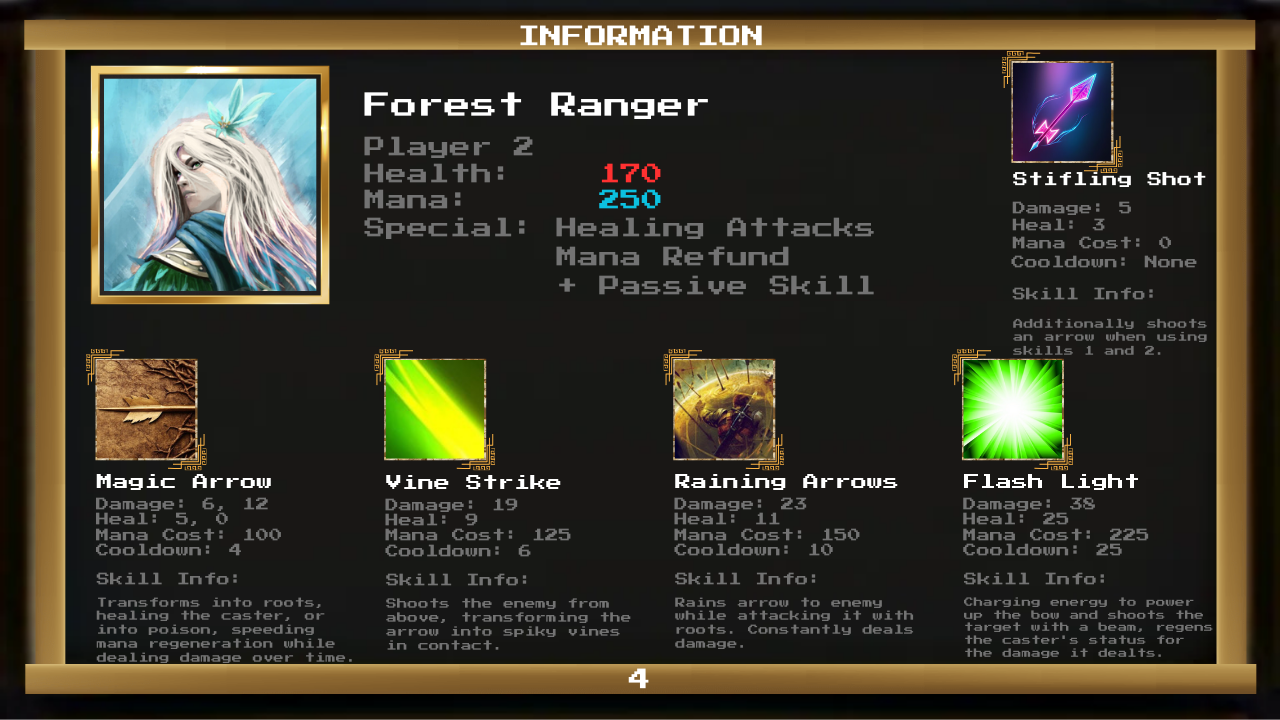 INFORMATION
Forest Ranger
Player 2
Health: 170
Mana: 250
Special: Healing Attacks
Mana Refund
+ Passive Skill
Stifling Shot
Damage: 5
Heal: 3
Mana Cost: 0
Cooldown: None
Skill Info:
Additionally shoots
an arrow when using
skills 1 and 2.
Magic Arrow
Damage: 6, 12
Heal: 5, 0
Mana Cost: 100
Cooldown: 4
Skill Info:
Transforms into roots,
healing the caster, or
into poison, speeding
mana regeneration while
dealing damage over time.
Vine Strike
Damage: 19
Heal: 9
Mana Cost: 125
Cooldown: 6
Skill Info:
Shoots the enemy from
above, transforming the
arrow into spiky vines
in contact.
Raining Arrows
Damage: 23
Heal: 11
Mana Cost: 150
Cooldown: 10
Skill Info:
Rains arrow to enemy
while attacking it with
roots. Constantly deals
damage.
Flash Light
Damage: 38
Heal: 25
Mana Cost: 225
Cooldown: 25
Skill Info:
Charging energy to power
up the bow and shoots the
target with a beam, regens
the caster's status for
the damage it dealts.
4